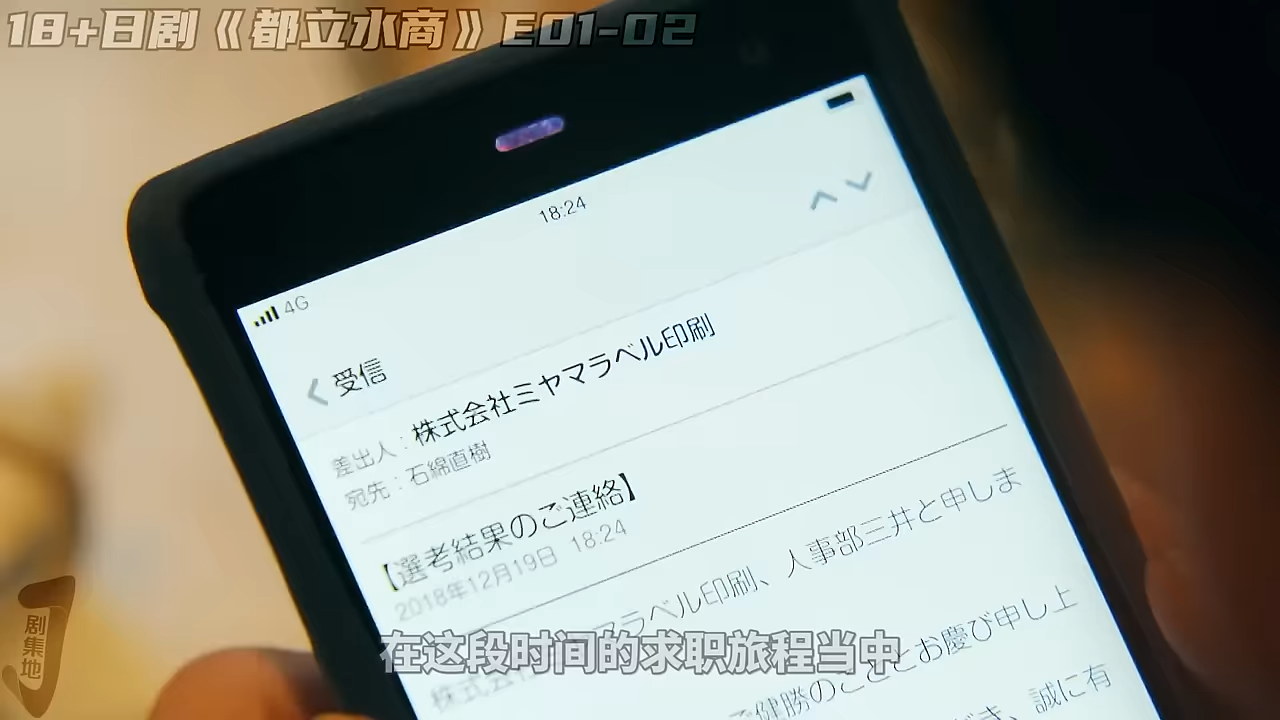 18+日剧《都立水商》E01-02
18:24
4G
受信
差出人：株式会社ミヤマラベル印刷
宛先：石綿直樹
【選考結果のご連絡】
2018年12月19日 18:24
ラベル印刷、人事部三井と申しま
株式会
健勝のこととお慶び申し上
、誠に有
在这段时间的求职旅程当中
剧集地